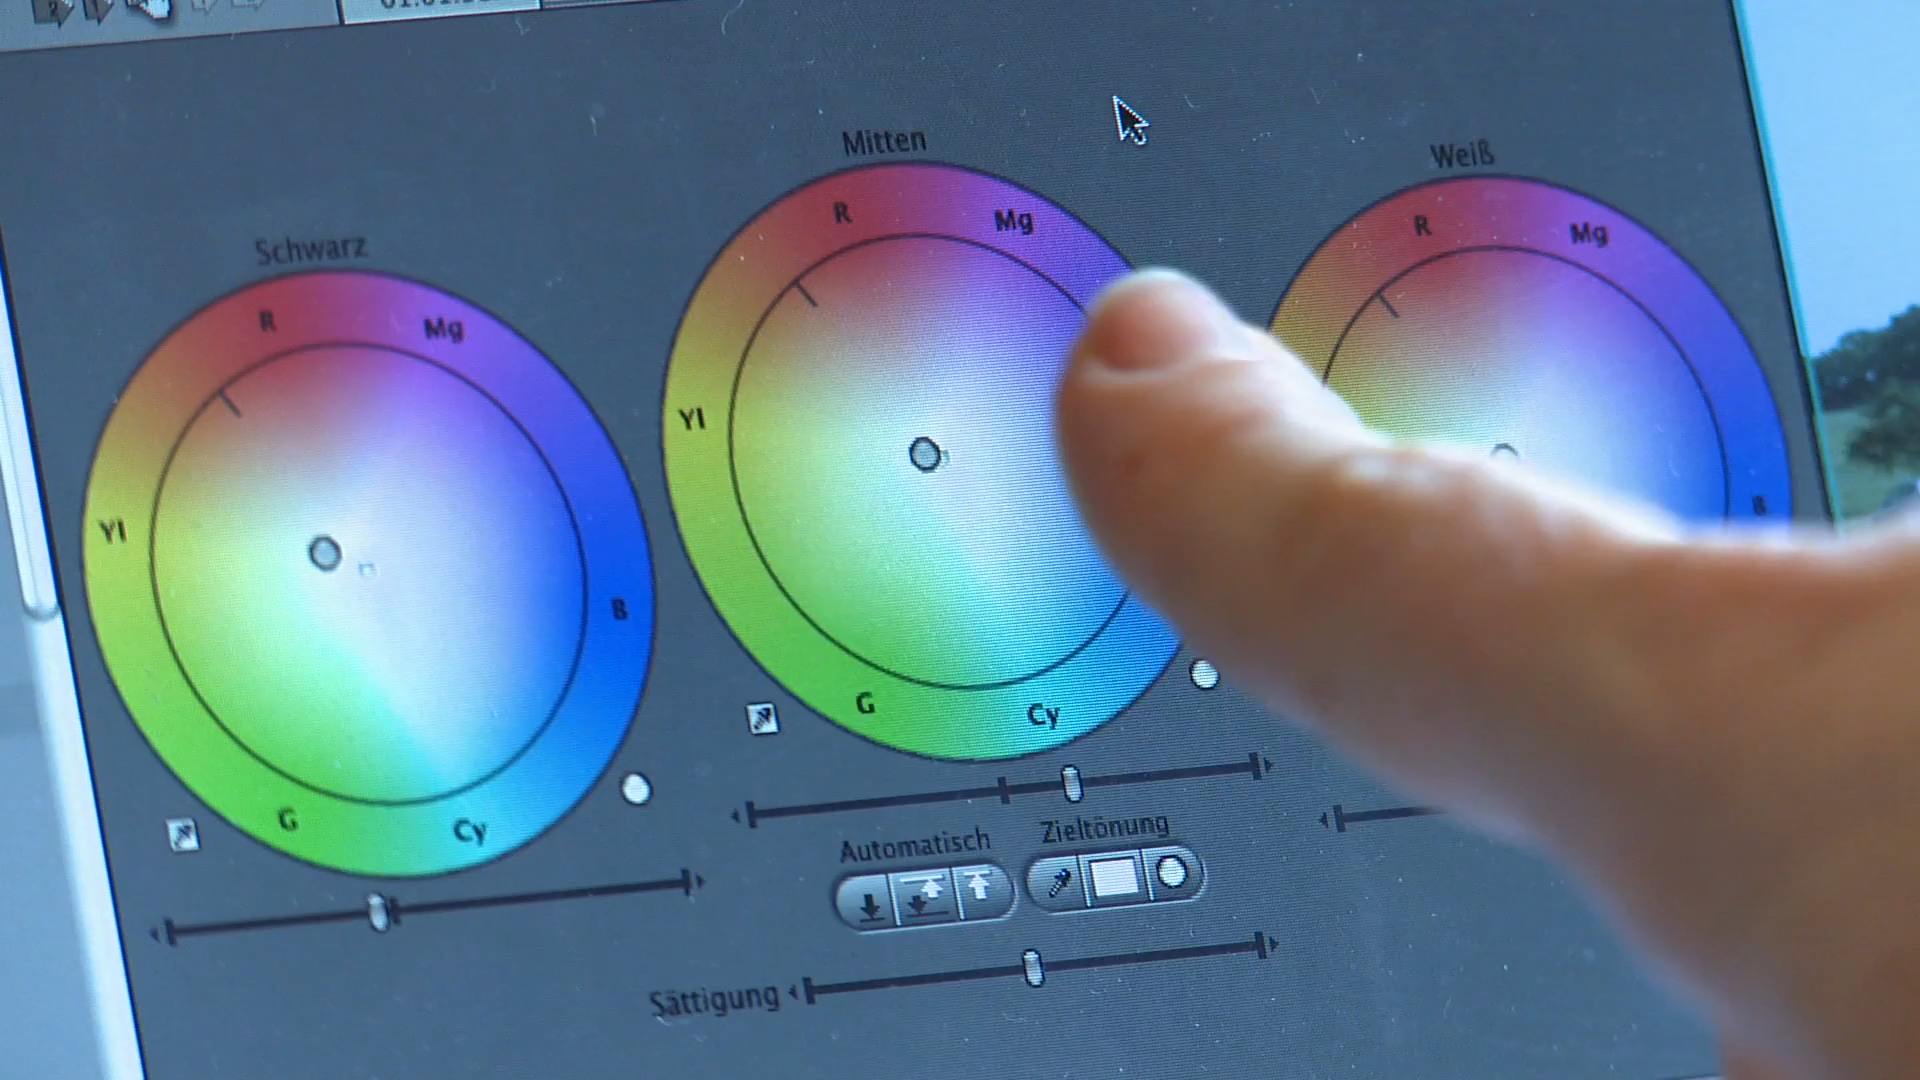 Schwarz
R
Mg
Yl
B
G
Cy
Mitten
R
Mg
Yl
G
Cy
Weiß
R
Mg
B
Automatisch
Zieltönung
Sättigung